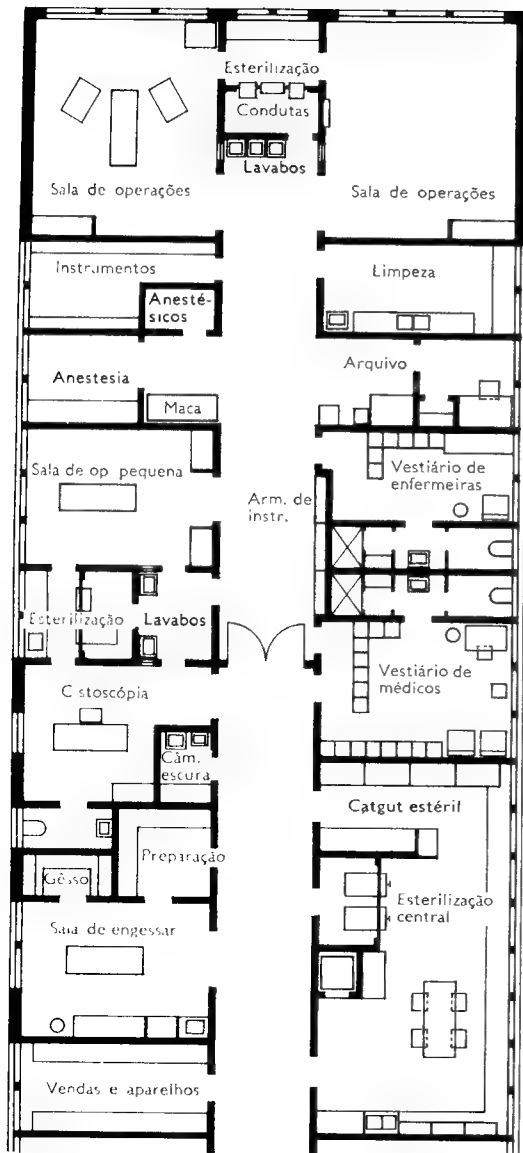 Esterilização
Condutas
Lavabos
Sala de operações
Sala de operações
Instrumentos
Limpeza
Anesté-
sicos
Arquivo
Anestesia
Maca
Sala de op pequena
Vestiário de
enfermeiras
Arm. de
instr.
Esterilização
Lavabos
C stoscópia
Vestiário de
médicos
Câm.
escura
Catgut estéril
Preparação
Gêsso
Esterilização
central
Sala de engessar
Vendas e aparelhos